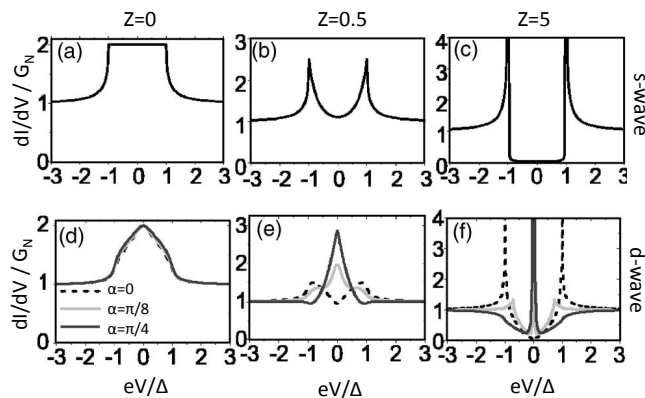 Z=0 Z=0.5 Z=5
(a) (b) (c)
dI/dV / G_N
2
1
0
-3 -2 -1 0 1 2 3
3
2
1
0
-3 -2 -1 0 1 2 3
4
3
2
1
0
-3 -2 -1 0 1 2 3
s-wave
(d) (e) (f)
dI/dV / G_N
2
1
0
α=0
α=π/8
α=π/4
-3 -2 -1 0 1 2 3
eV/Δ
3
2
1
0
-3 -2 -1 0 1 2 3
eV/Δ
4
3
2
1
0
-3 -2 -1 0 1 2 3
eV/Δ
d-wave